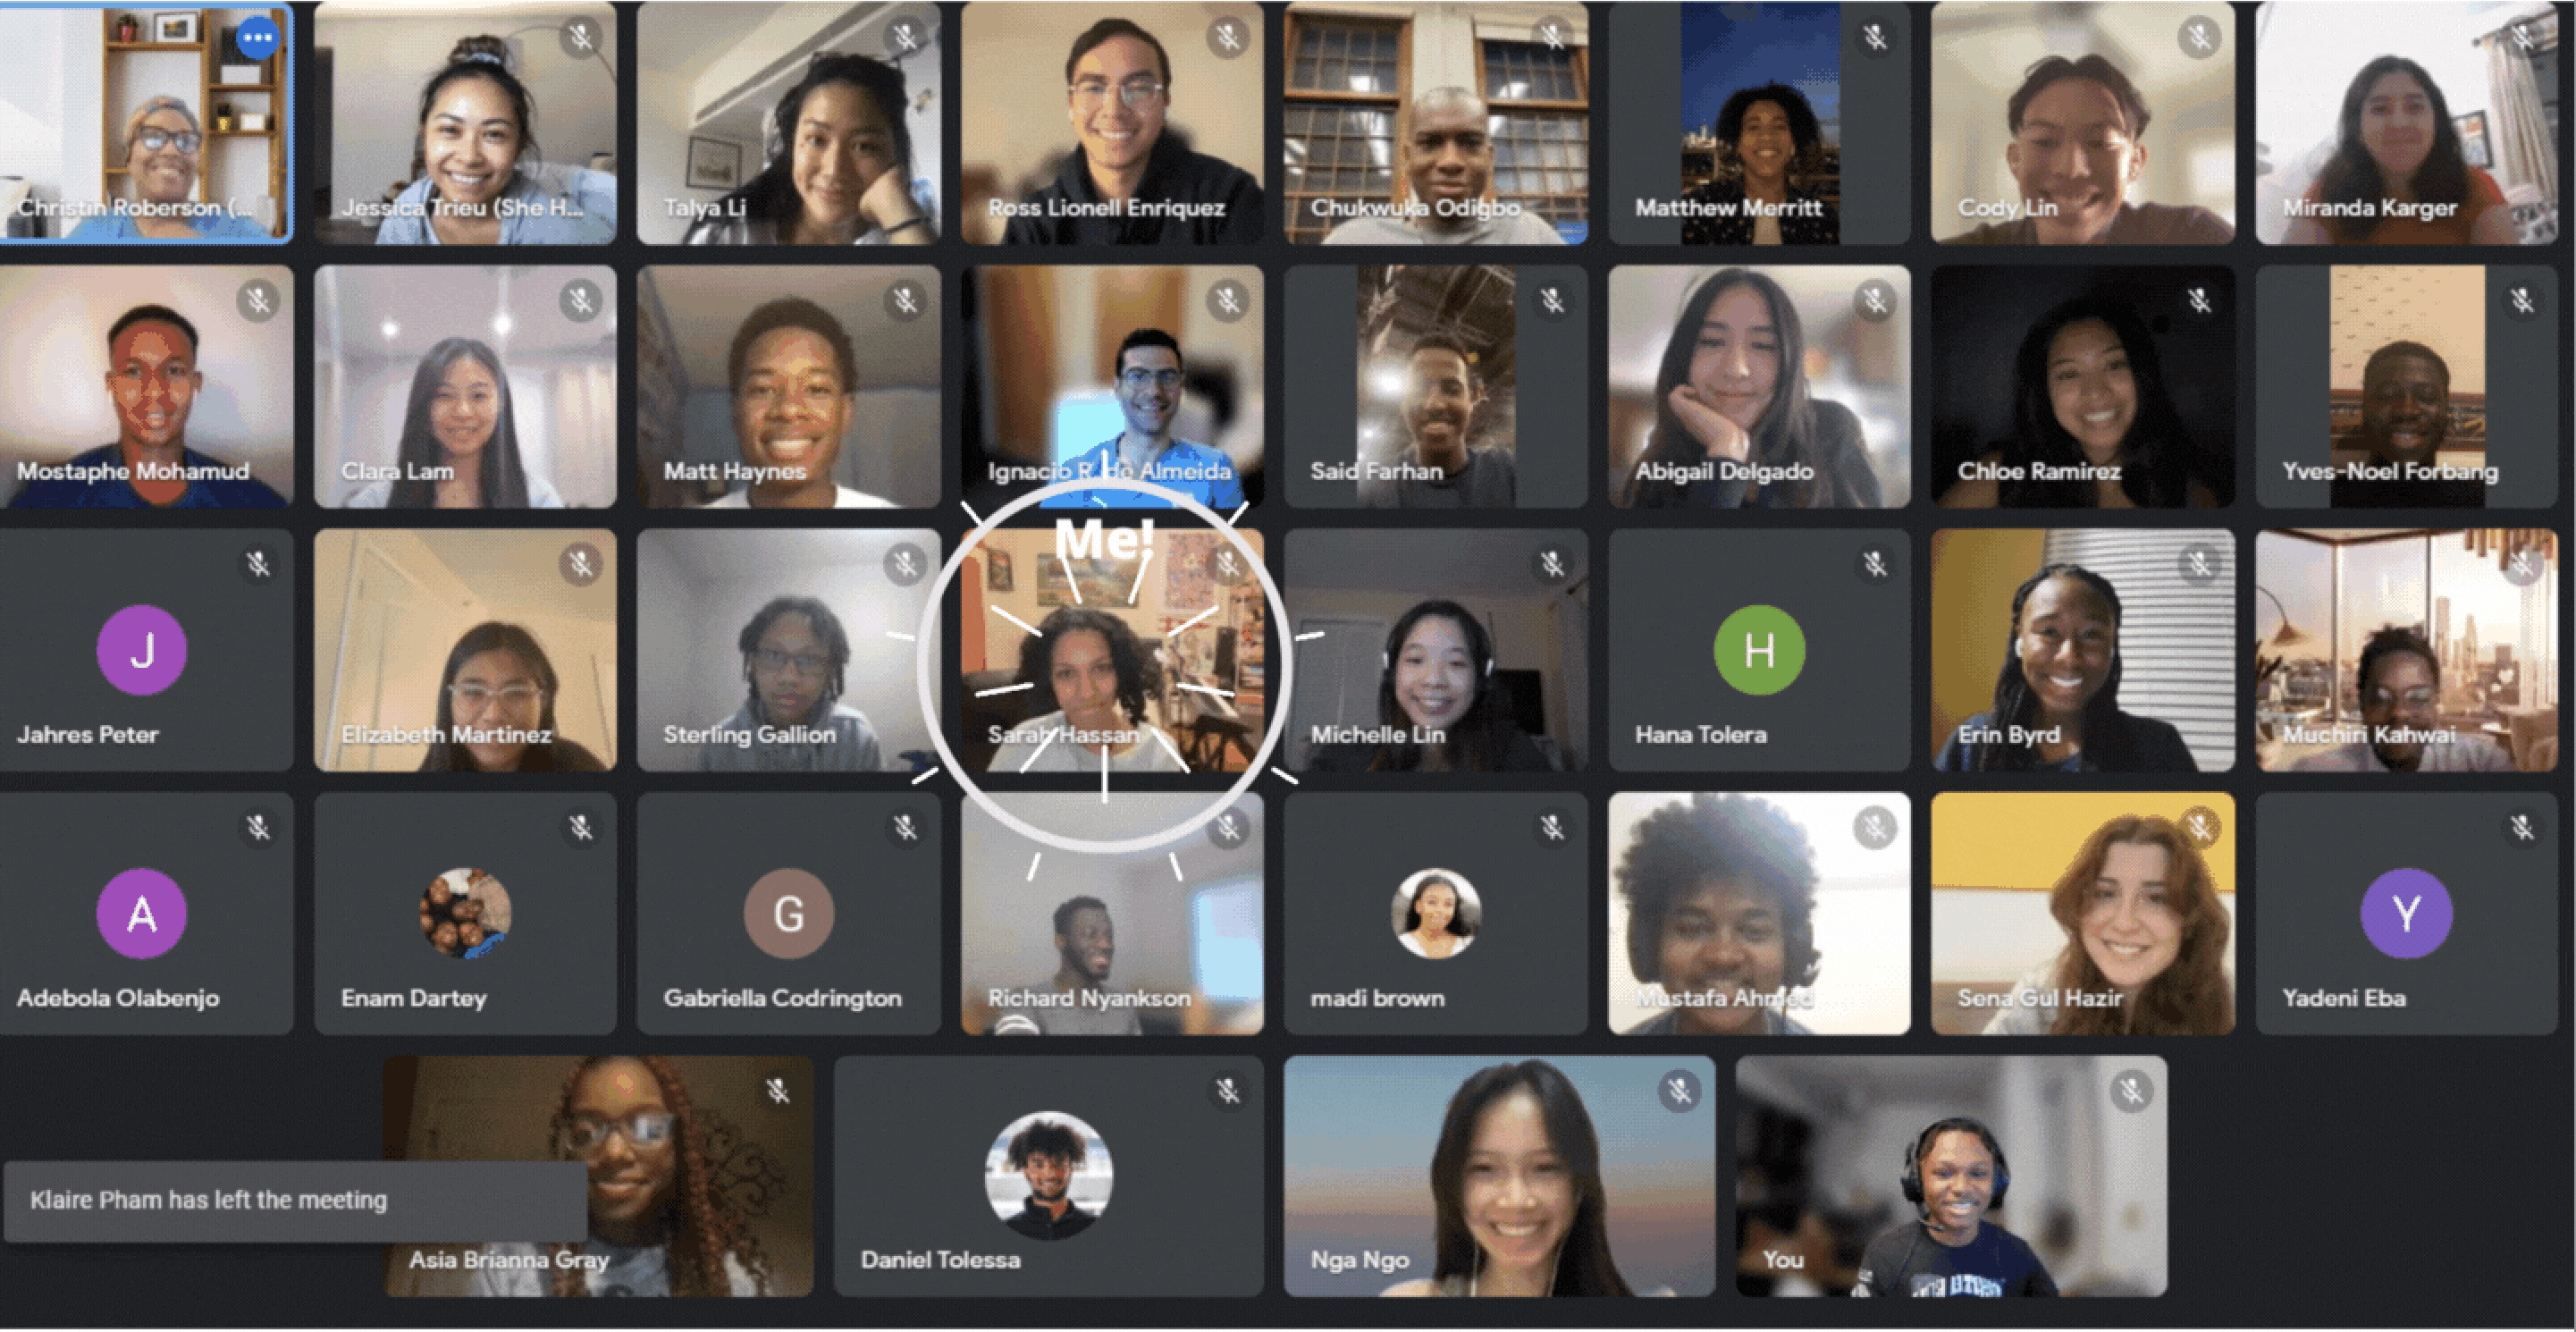 Christin Roberson (...
Jessica Trieu (She H...
Talya Li
Ross Lionell Enriquez
Chukwuka Odigbo
Matthew Merritt
Cody Lin
Miranda Karger
Mostaphe Mohamud
Clara Lam
Matt Haynes
Ignacio R. de Almeida
Said Farhan
Abigail Delgado
Chloe Ramirez
Yves-Noel Forbang
Me!
J
Jahres Peter
Elizabeth Martinez
Sterling Gallion
Sarah Hassan
Michelle Lin
H
Hana Tolera
Erin Byrd
Muchiri Kahwai
A
Adebola Olabenjo
Enam Dartey
G
Gabriella Codrington
Richard Nyankson
madi brown
Mustafa Ahmed
Sena Gul Hazir
Y
Yadeni Eba
Klaire Pham has left the meeting
Asia Brianna Gray
Daniel Tolessa
Nga Ngo
You